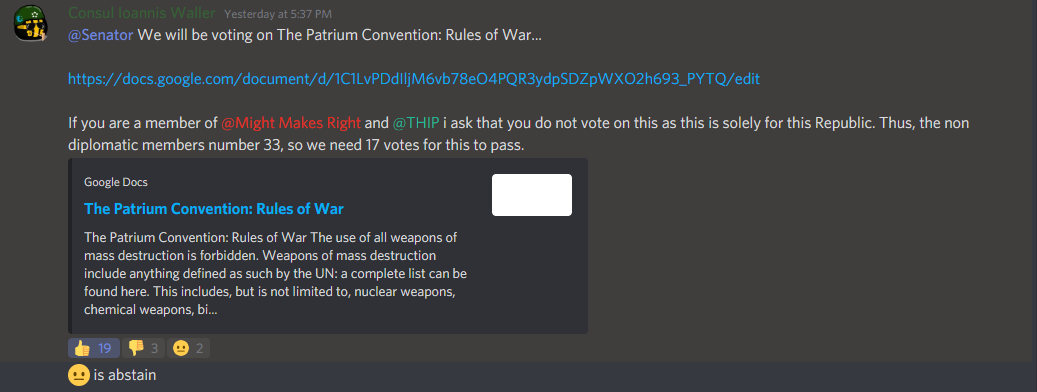 Consul Ioannis Waller Yesterday at 5:37 PM
@Senator We will be voting on The Patrium Convention: Rules of War...
https://docs.google.com/document/d/1C1LvPDdIljM6vb78eO4PQR3ydpSDZpWXO2h693_PYTQ/edit
If you are a member of @Might Makes Right and @THIP i ask that you do not vote on this as this is solely for this Republic. Thus, the non
diplomatic members number 33, so we need 17 votes for this to pass.
Google Docs
The Patrium Convention: Rules of War
The Patrium Convention: Rules of War The use of all weapons of
mass destruction is forbidden. Weapons of mass destruction
include anything defined as such by the UN: a complete list can be
found here. This includes, but is not limited to, nuclear weapons,
chemical weapons, bi...
👍 19 👎 3 😐 2
😐 is abstain